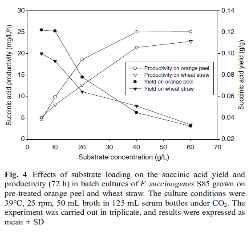 Succinic acid productivity (mg/L/h)
30
25
20
15
10
5
0
Productivity on orange peel
Productivity on wheat straw
Yield on orange peel
Yield on wheat straw
0,14
0,12
0,10
0,08
0,06
0,04
0,02
Succinic acid yield (g/g)
0 10 20 30 40 50 60 70
Substrate concentration (g/L)
Fig. 4 Effects of substrate loading on the succinic acid yield and
productivity (72 h) in batch cultures of F. succinogenes S85 grown on
pre-treated orange peel and wheat straw. The culture conditions were
39°C, 25 rpm, 50 mL broth in 125 mL serum bottles under CO2. The
experiment was carried out in triplicate, and results were expressed as
mean ± SD